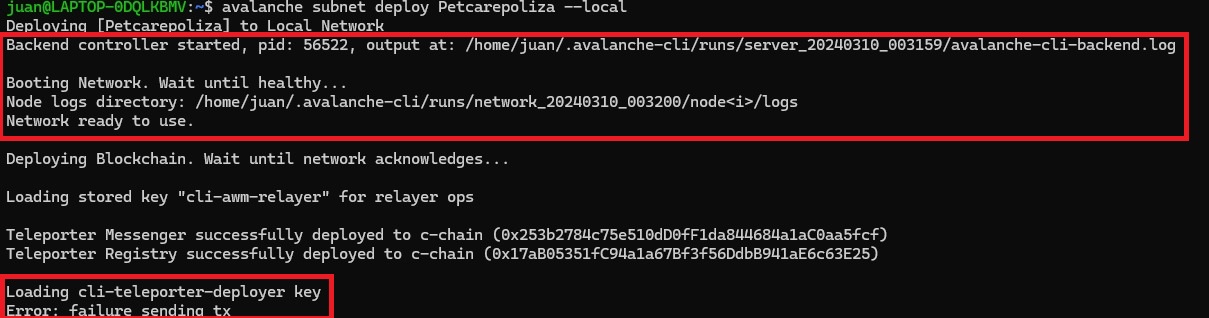 juan@LAPTOP-0DQLKBMV:~$ avalanche subnet deploy Petcarepoliza --local
Deploying [Petcarepoliza] to Local Network
Backend controller started, pid: 56522, output at: /home/juan/.avalanche-cli/runs/server_20240310_003159/avalanche-cli-backend.log
Booting Network. Wait until healthy...
Node logs directory: /home/juan/.avalanche-cli/runs/network_20240310_003200/node<i>/logs
Network ready to use.
Deploying Blockchain. Wait until network acknowledges...
Loading stored key "cli-awm-relayer" for relayer ops
Teleporter Messenger successfully deployed to c-chain (0x253b2784c75e510dD0fF1da844684a1aC0aa5fcf)
Teleporter Registry successfully deployed to c-chain (0x17aB05351fC94a1a67Bf3f56DdbB941aE6c63E25)
Loading cli-teleporter-deployer key
Error: failure sending tx